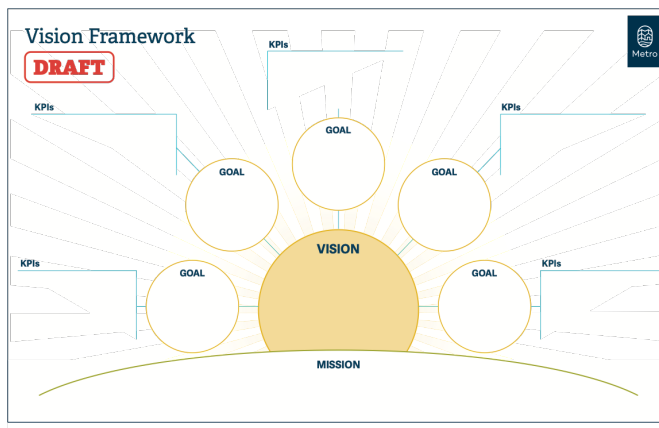 Vision Framework
DRAFT
Metro
KPIs
KPIs
KPIs
GOAL
GOAL
GOAL
VISION
KPIs
GOAL
GOAL
KPIs
MISSION